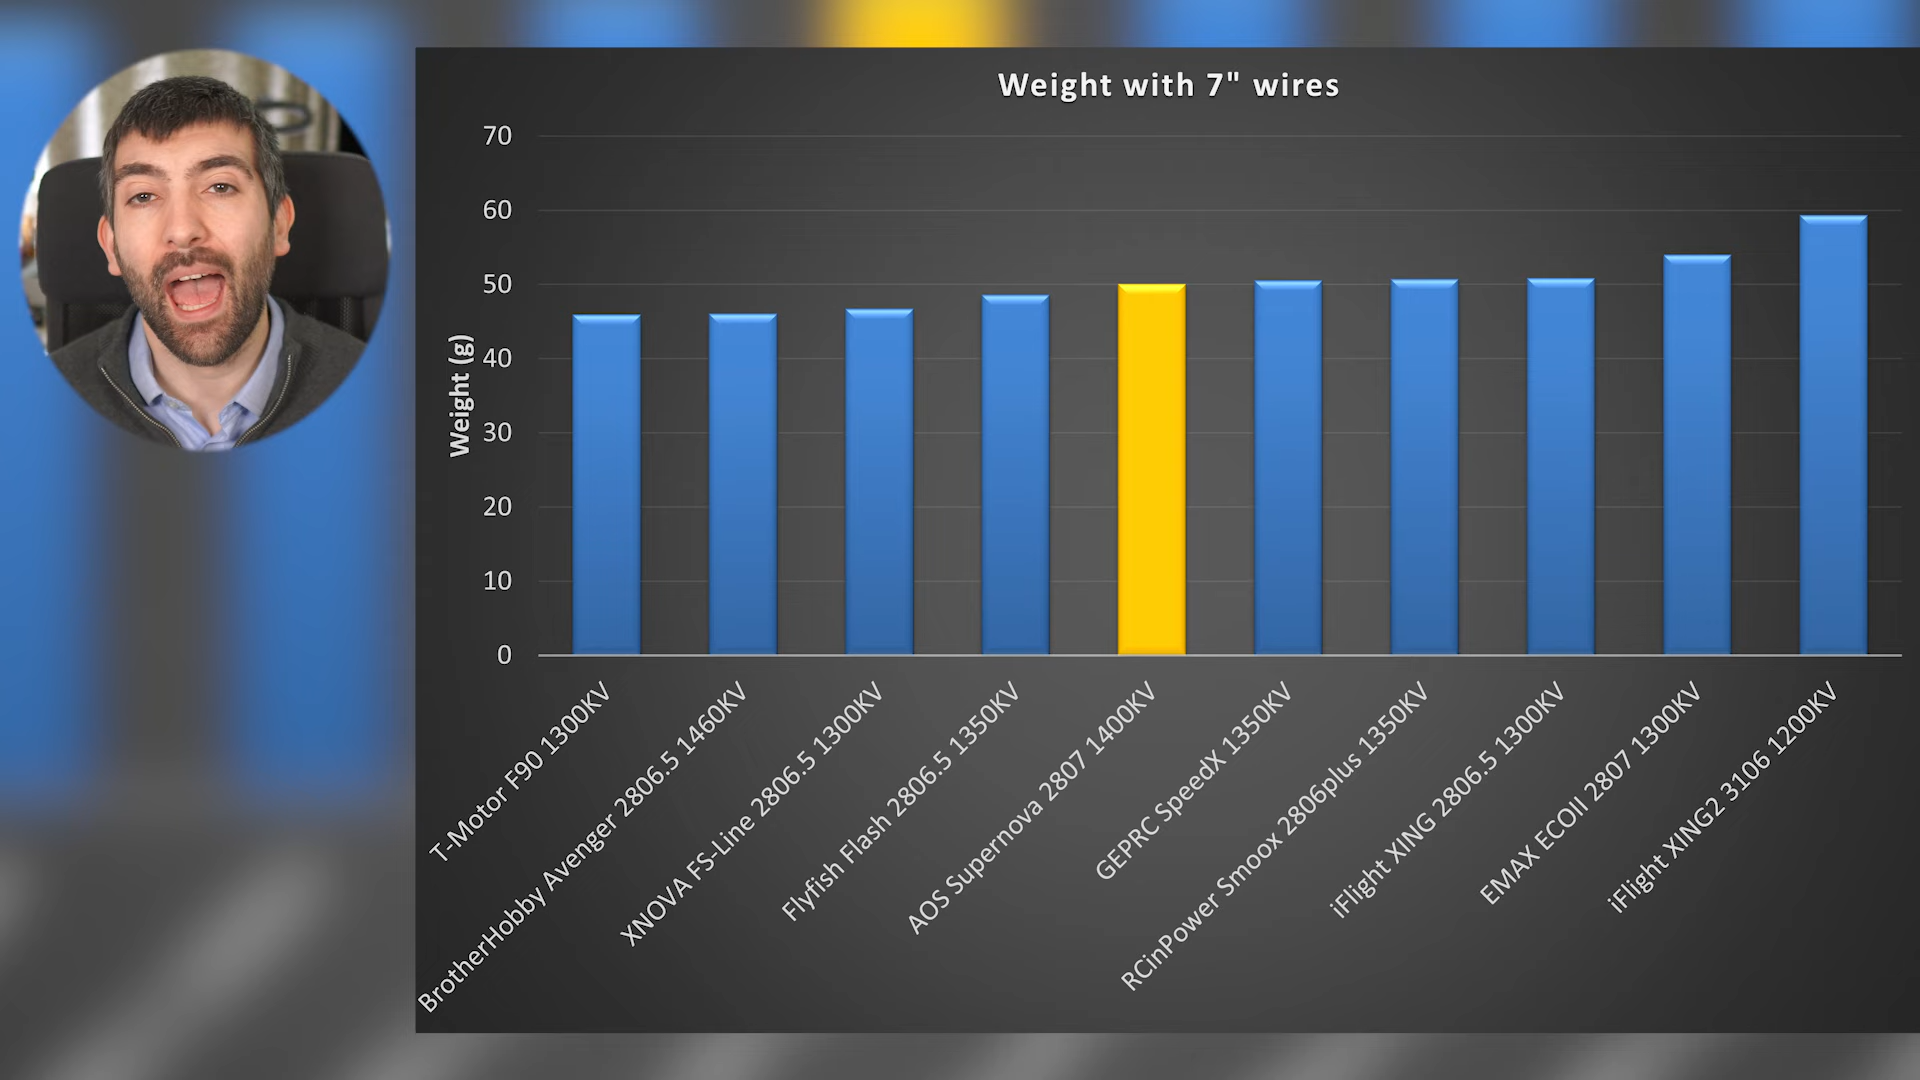 Weight with 7" wires
Weight (g)
70
60
50
40
30
20
10
0
T-Motor F90 1300KV
BrotherHobby Avenger 2806.5 1460KV
XNOVA FS-Line 2806.5 1300KV
Flyfish Flash 2806.5 1350KV
AOS Supernova 2807 1400KV
GEPRC SpeedX 1350KV
RCinPower Smoox 2806plus 1350KV
iFlight XING 2806.5 1300KV
EMAX ECOII 2807 1300KV
iFlight XING2 3106 1200KV